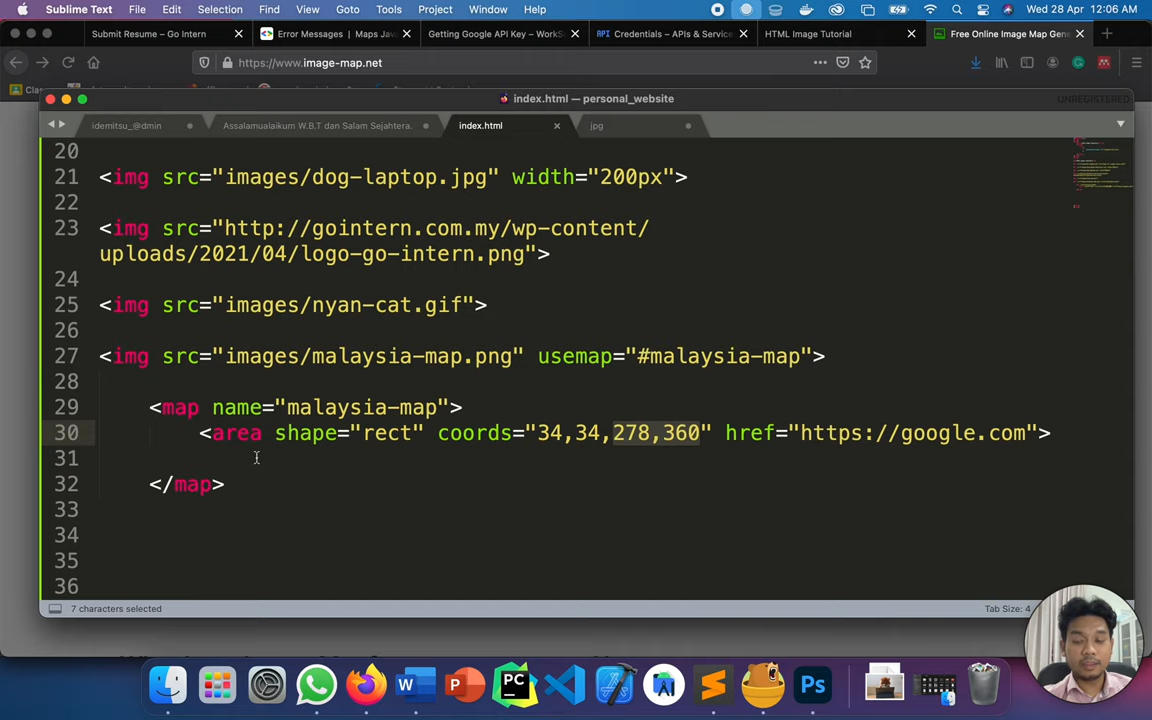 Sublime Text File Edit Selection Find View Goto Tools Project Window Help Wed 28 Apr 12:06 AM
Submit Resume – Go Intern Error Messages | Maps Jav Getting Google API Key – WorkS Credentials – APIs & Service HTML Image Tutorial Free Online Image Map Gene
https://www.image-map.net
index.html — personal_website UNREGISTERED
idemitsu_@dmin Assalamualaikum W.B.T dan Salam Sejahtera. index.html jpg
20
21 <img src="images/dog-laptop.jpg" width="200px">
22
23 <img src="http://gointern.com.my/wp-content/
uploads/2021/04/logo-go-intern.png">
24
25 <img src="images/nyan-cat.gif">
26
27 <img src="images/malaysia-map.png" usemap="#malaysia-map">
28
29 <map name="malaysia-map">
30 <area shape="rect" coords="34,34,278,360" href="https://google.com">
31
32 </map>
33
34
35
36
7 characters selected Tab Size: 4